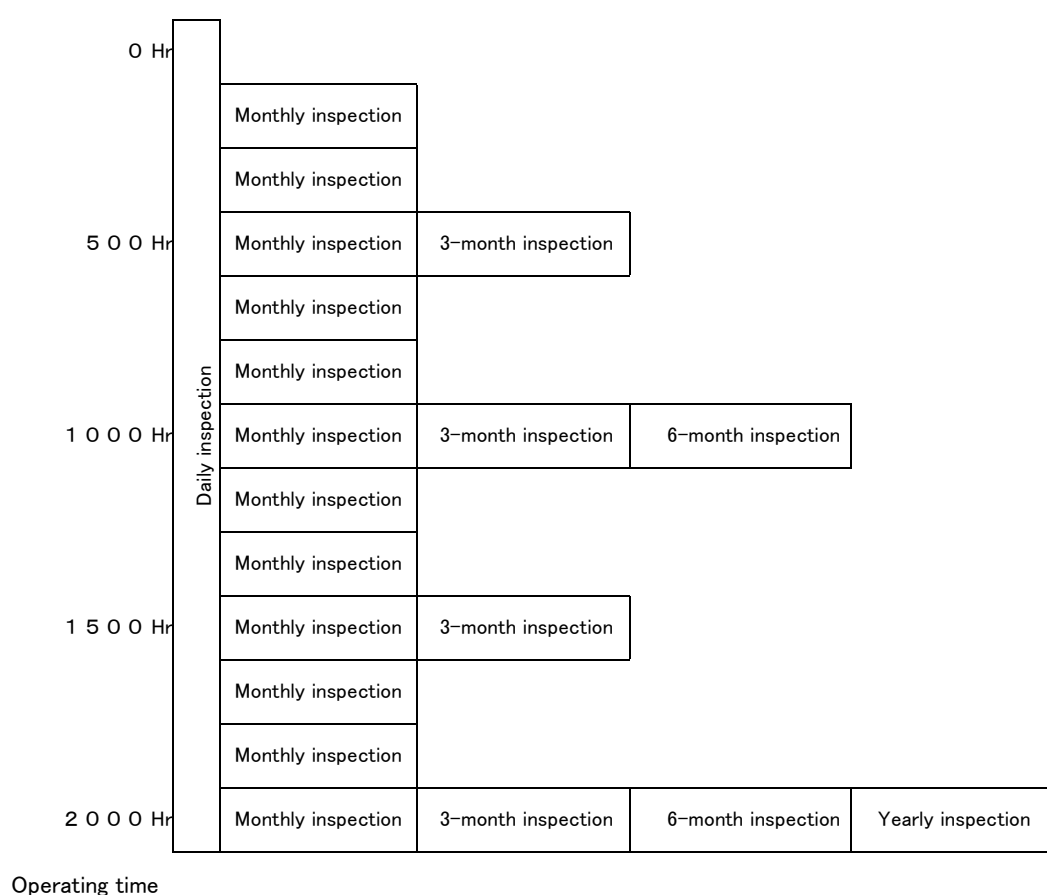 0 Hr
Monthly inspection
Monthly inspection
500 Hr Monthly inspection 3-month inspection
Monthly inspection
Monthly inspection
Daily inspection
1000 Hr Monthly inspection 3-month inspection 6-month inspection
Monthly inspection
Monthly inspection
1500 Hr Monthly inspection 3-month inspection
Monthly inspection
Monthly inspection
2000 Hr Monthly inspection 3-month inspection 6-month inspection Yearly inspection
Operating time